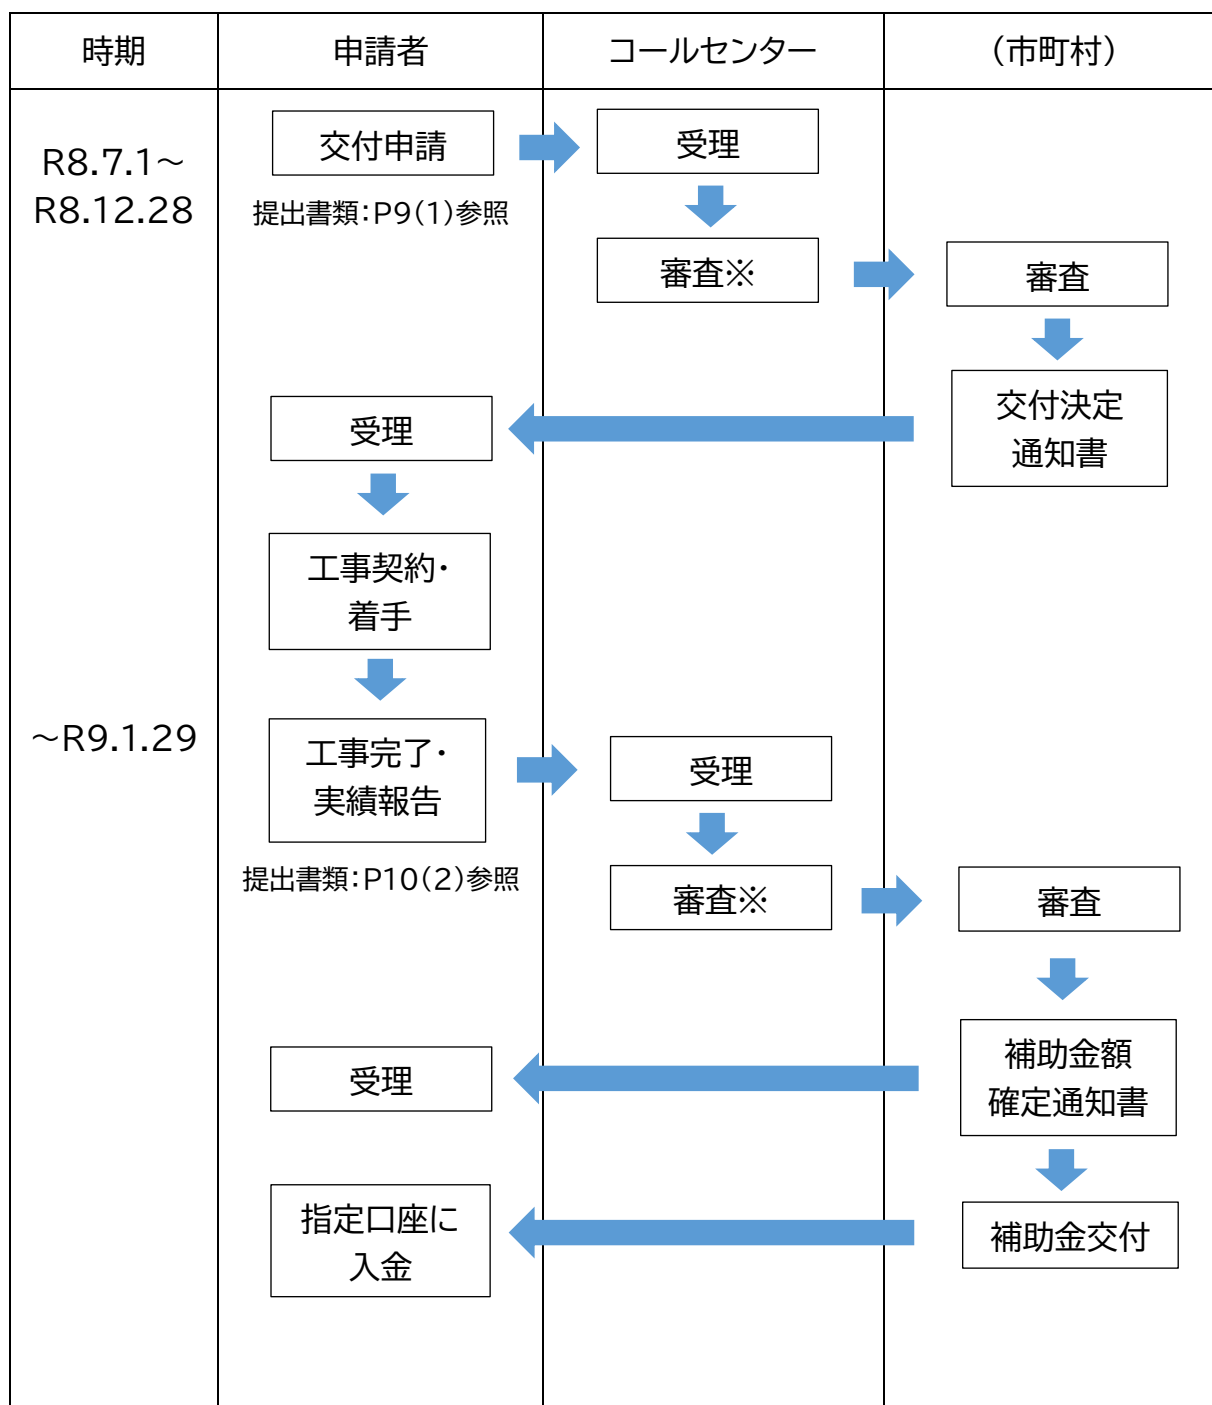 時期
申請者
コールセンター
(市町村)
R8.7.1～
R8.12.28
交付申請
受理
提出書類:P9(1)参照
審査※
審査
交付決定
通知書
受理
工事契約・
着手
～R9.1.29
工事完了・
実績報告
受理
提出書類:P10(2)参照
審査※
審査
補助金額
確定通知書
受理
指定口座に
入金
補助金交付